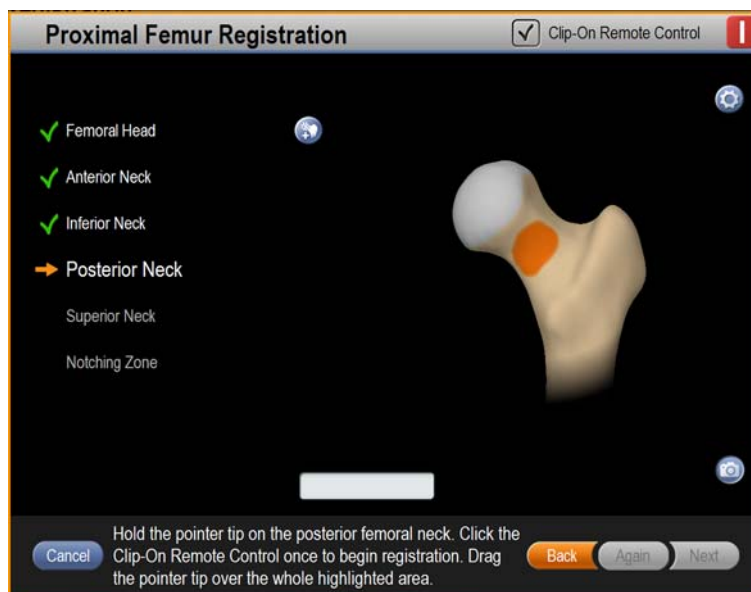 Proximal Femur Registration
Clip-On Remote Control
Femoral Head
Anterior Neck
Inferior Neck
Posterior Neck
Superior Neck
Notching Zone
Cancel
Hold the pointer tip on the posterior femoral neck. Click the
Clip-On Remote Control once to begin registration. Drag
the pointer tip over the whole highlighted area.
Back
Again
Next